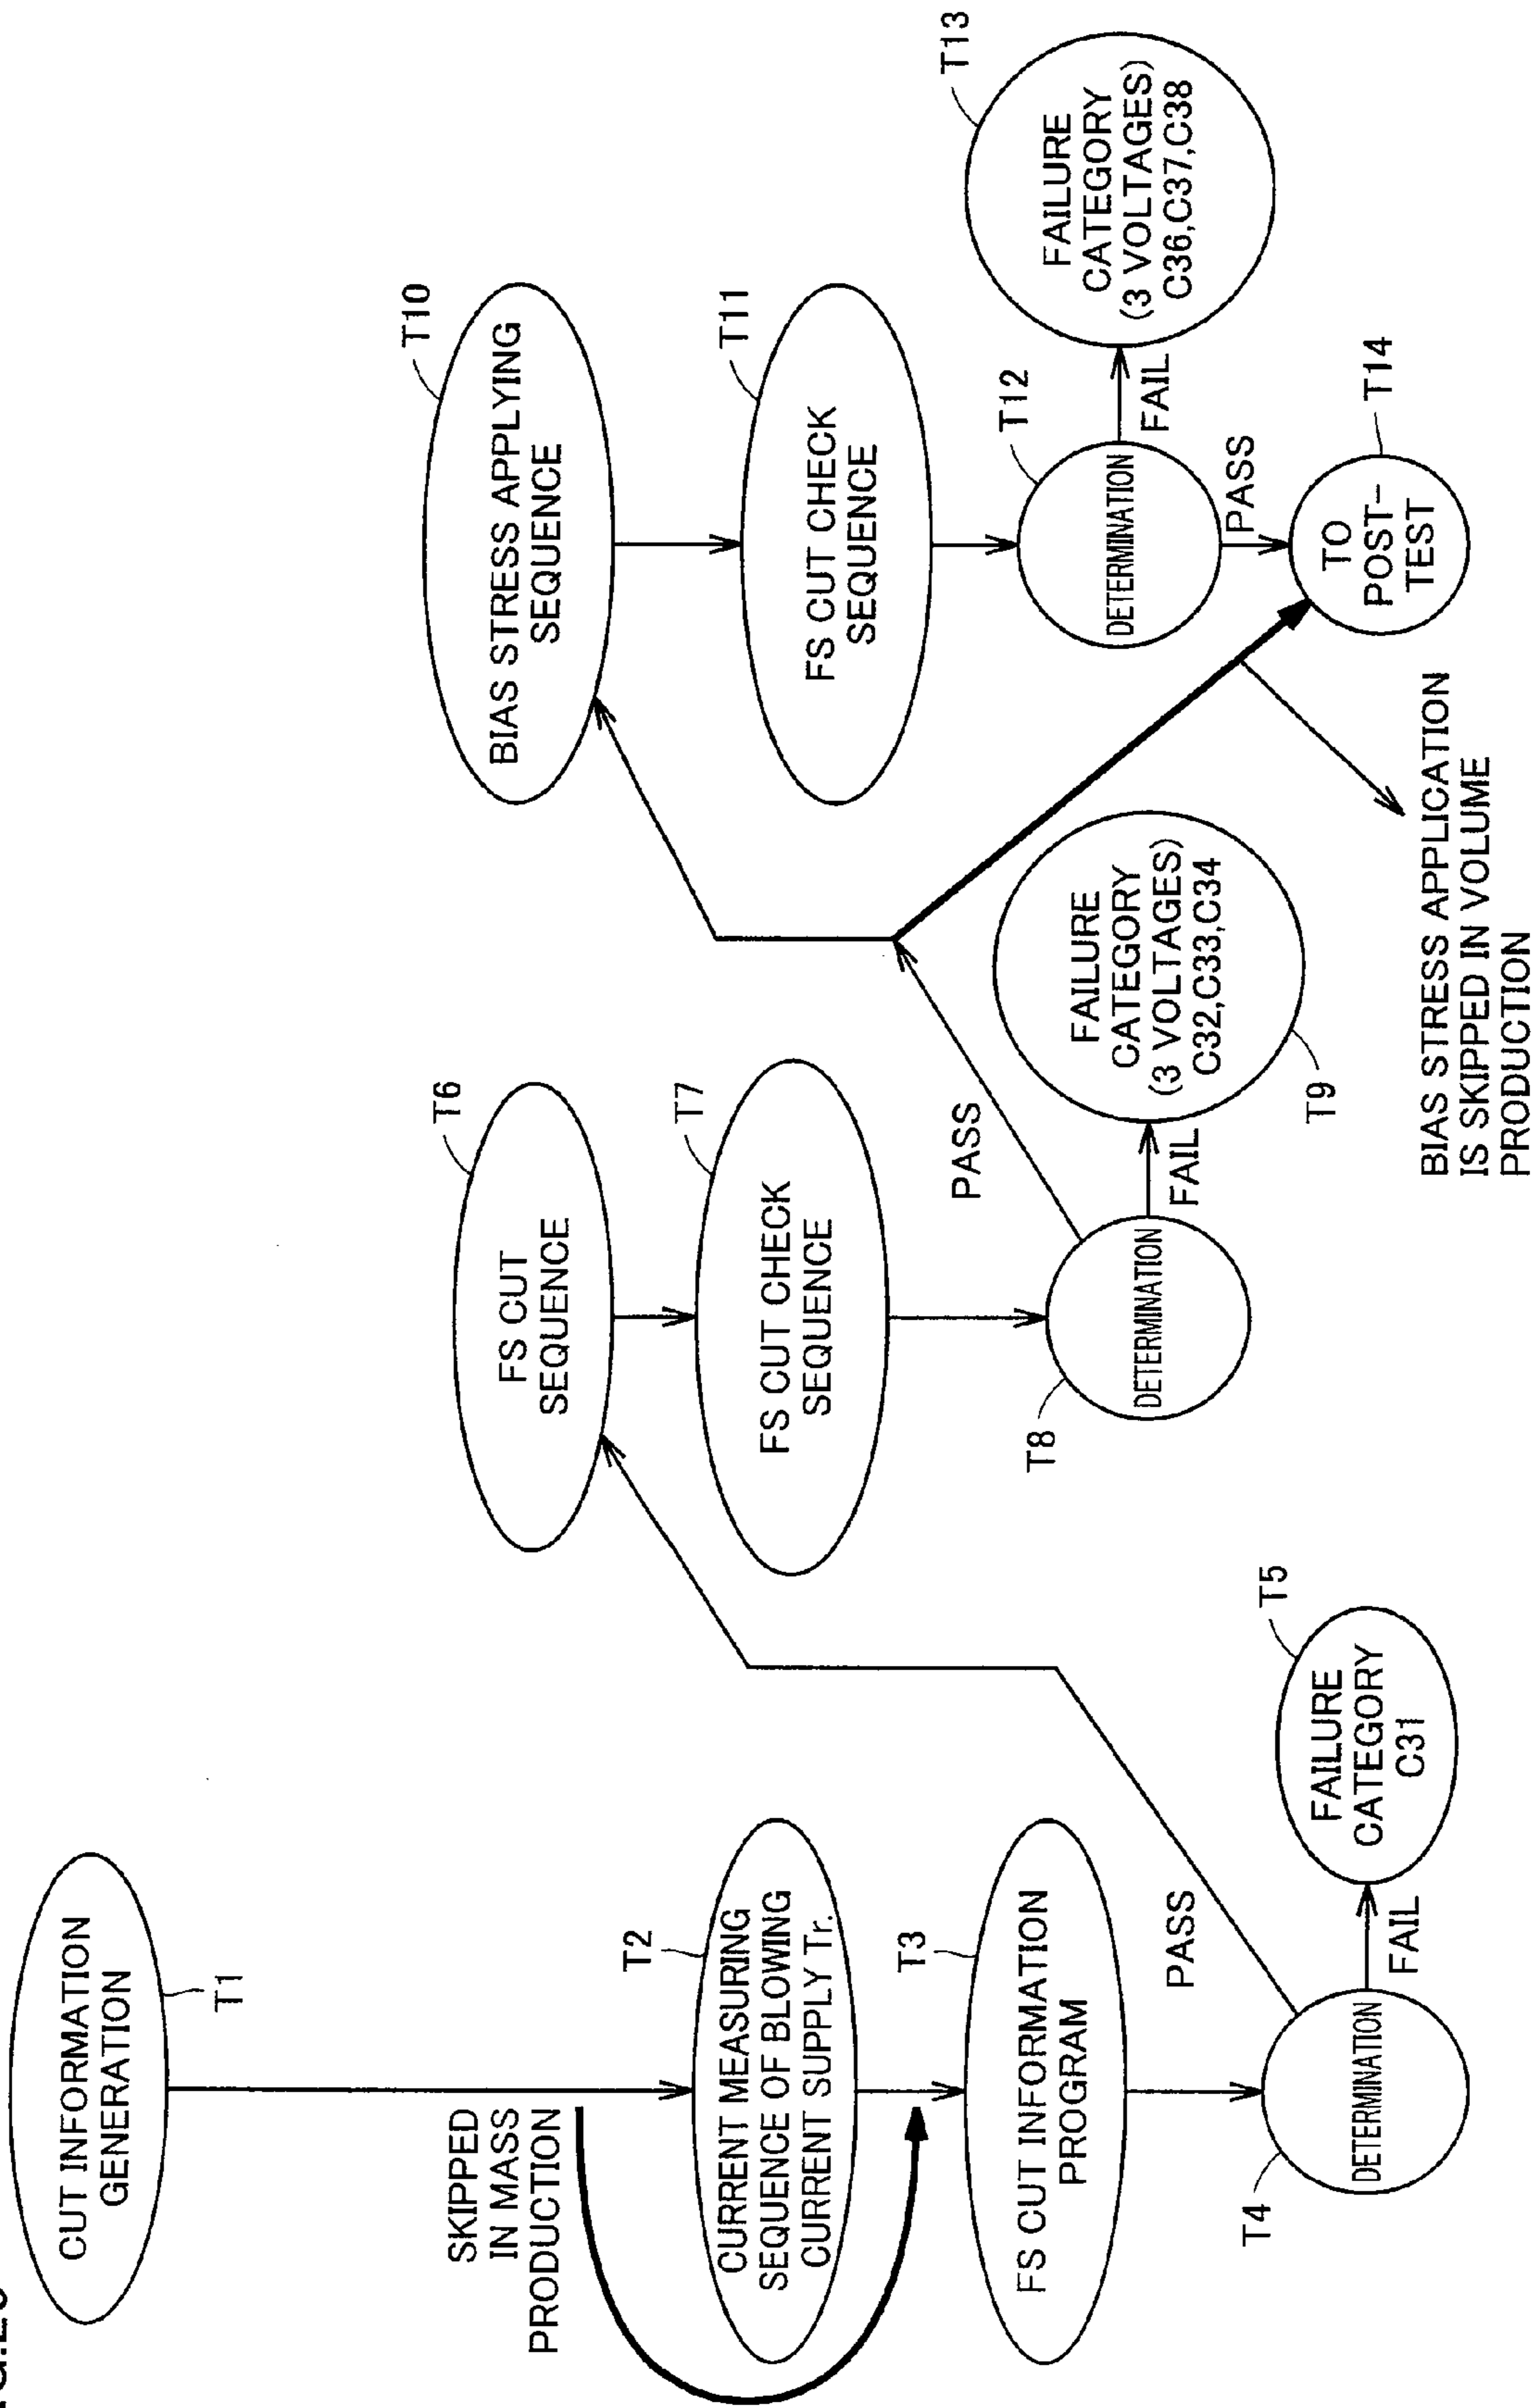 CUT INFORMATION
GENERATION
T1
SKIPPED
IN MASS
PRODUCTION
T2
CURRENT MEASURING
SEQUENCE OF BLOWING
CURRENT SUPPLY Tr.
T3
FS CUT INFORMATION
PROGRAM
T4
DETERMINATION
PASS
FAIL
T5
FAILURE
CATEGORY
C31
T6
FS CUT
SEQUENCE
T7
FS CUT CHECK
SEQUENCE
T8
DETERMINATION
PASS
FAIL
FAILURE
CATEGORY
(3 VOLTAGES)
C32,C33,C34
T9
T10
BIAS STRESS APPLYING
SEQUENCE
T11
FS CUT CHECK
SEQUENCE
T12
DETERMINATION
FAIL
T13
FAILURE
CATEGORY
(3 VOLTAGES)
C36,C37,C38
PASS
TO
POST-
TEST
T14
BIAS STRESS APPLICATION
IS SKIPPED IN VOLUME
PRODUCTION